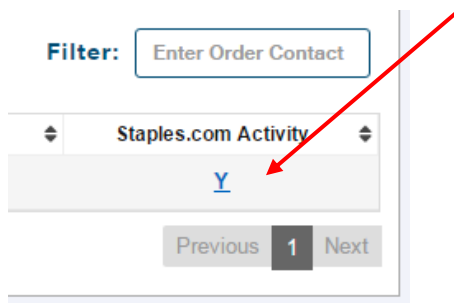 Filter: Enter Order Contact
Staples.com Activity
Y
Previous 1 Next